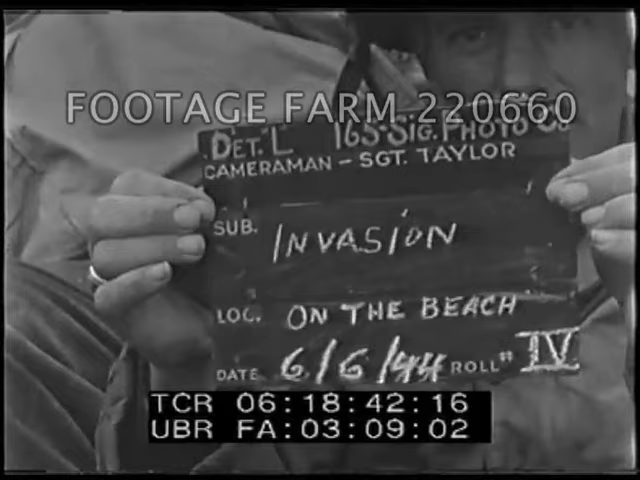 FOOTAGE FARM 220660
DET. "L" 165 SIG. PHOTO Co
CAMERAMAN - SGT. TAYLOR
SUB. INVASION
LOC. ON THE BEACH
DATE 6/6/44 ROLL" IV
TCR 06:18:42:16
UBR FA:03:09:02